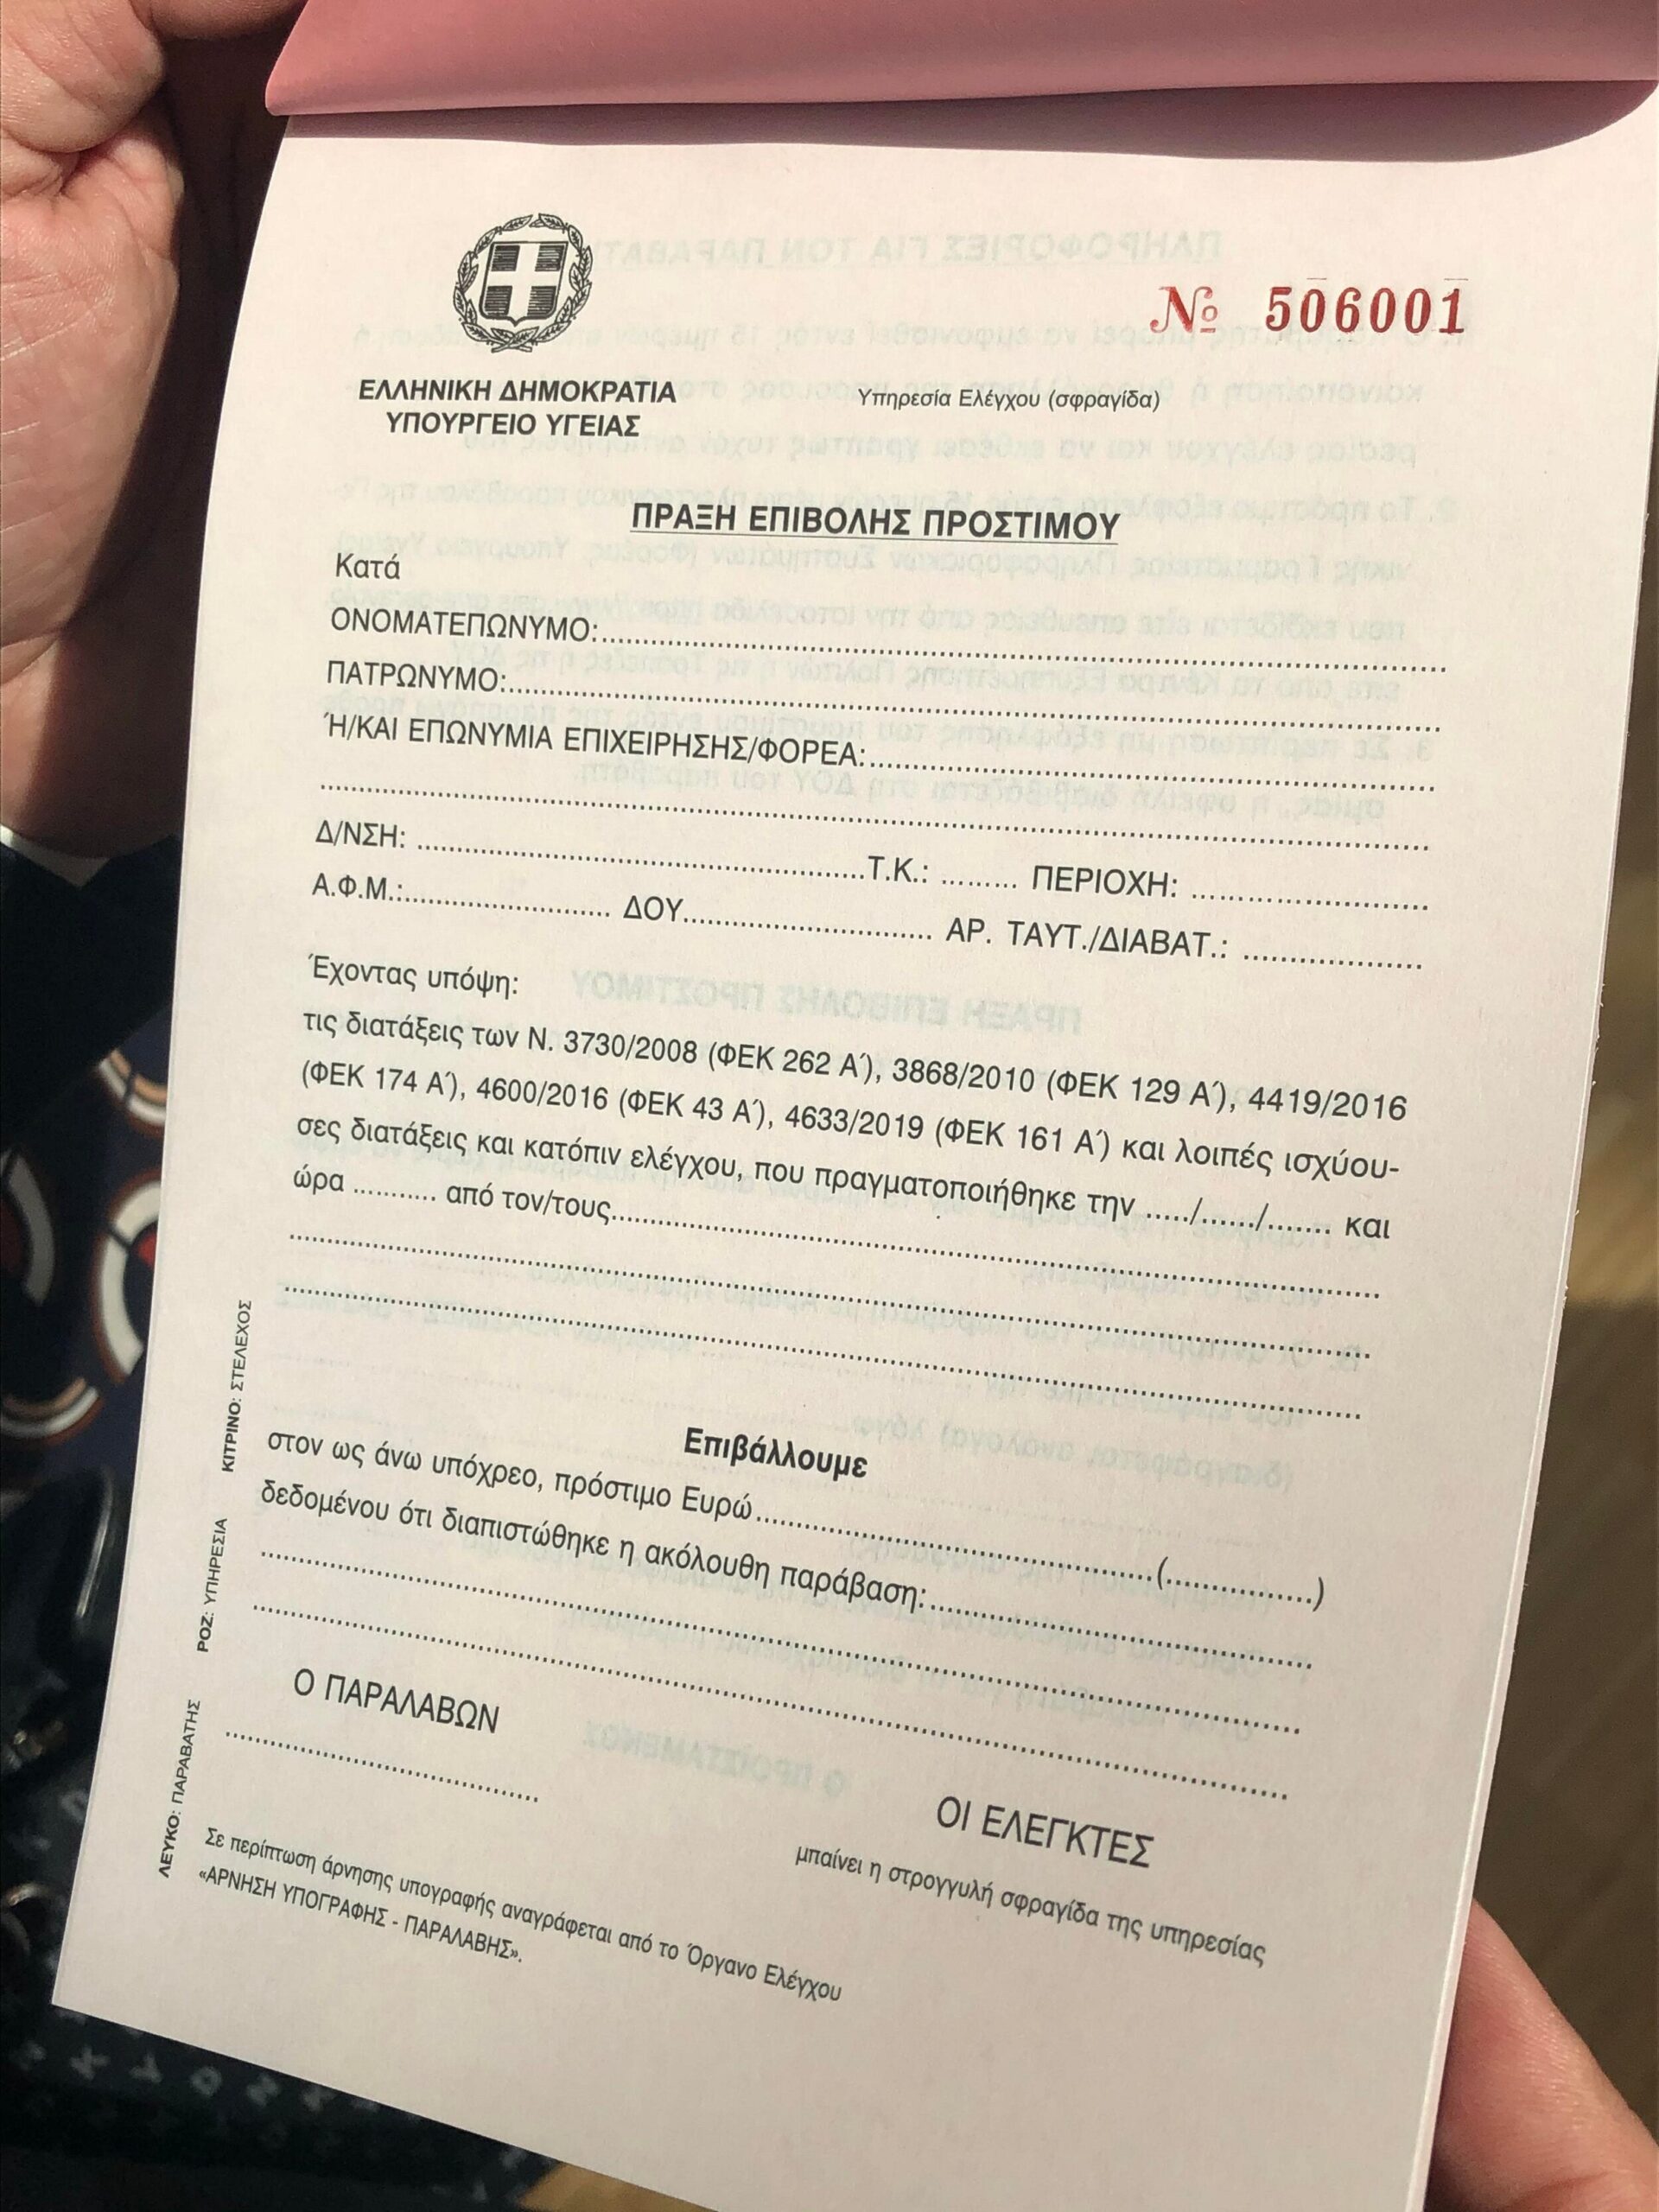 Νο 506001
ΕΛΛΗΝΙΚΗ ΔΗΜΟΚΡΑΤΙΑ
ΥΠΟΥΡΓΕΙΟ ΥΓΕΙΑΣ
Υπηρεσία Ελέγχου (σφραγίδα)
ΠΡΑΞΗ ΕΠΙΒΟΛΗΣ ΠΡΟΣΤΙΜΟΥ
Κατά
ΟΝΟΜΑΤΕΠΩΝΥΜΟ:..........
ΠΑΤΡΩΝΥΜΟ:..........
Ή/ΚΑΙ ΕΠΩΝΥΜΙΑ ΕΠΙΧΕΙΡΗΣΗΣ/ΦΟΡΕΑ:..........
Δ/ΝΣΗ: ..........Τ.Κ.: ......... ΠΕΡΙΟΧΗ: ..........
Α.Φ.Μ.:.......... ΔΟΥ.......... ΑΡ. ΤΑΥΤ./ΔΙΑΒΑΤ.: ..........
Έχοντας υπόψη:
τις διατάξεις των Ν. 3730/2008 (ΦΕΚ 262 Α΄), 3868/2010 (ΦΕΚ 129 Α΄), 4419/2016
(ΦΕΚ 174 Α΄), 4600/2016 (ΦΕΚ 43 Α΄), 4633/2019 (ΦΕΚ 161 Α΄) και λοιπές ισχύου-
σες διατάξεις και κατόπιν ελέγχου, που πραγματοποιήθηκε την ...../....../....... και
ώρα ........... από τον/τους..........
Επιβάλλουμε
στον ως άνω υπόχρεο, πρόστιμο Ευρώ..........(..........)
δεδομένου ότι διαπιστώθηκε η ακόλουθη παράβαση:..........
Ο ΠΑΡΑΛΑΒΩΝ
ΟΙ ΕΛΕΓΚΤΕΣ
μπαίνει η στρογγυλή σφραγίδα της υπηρεσίας
Σε περίπτωση άρνησης υπογραφής αναγράφεται από το Όργανο Ελέγχου
«ΑΡΝΗΣΗ ΥΠΟΓΡΑΦΗΣ - ΠΑΡΑΛΑΒΗΣ».
ΛΕΥΚΟ: ΠΑΡΑΒΑΤΗΣ ΡΟΖ: ΥΠΗΡΕΣΙΑ ΚΙΤΡΙΝΟ: ΣΤΕΛΕΧΟΣ